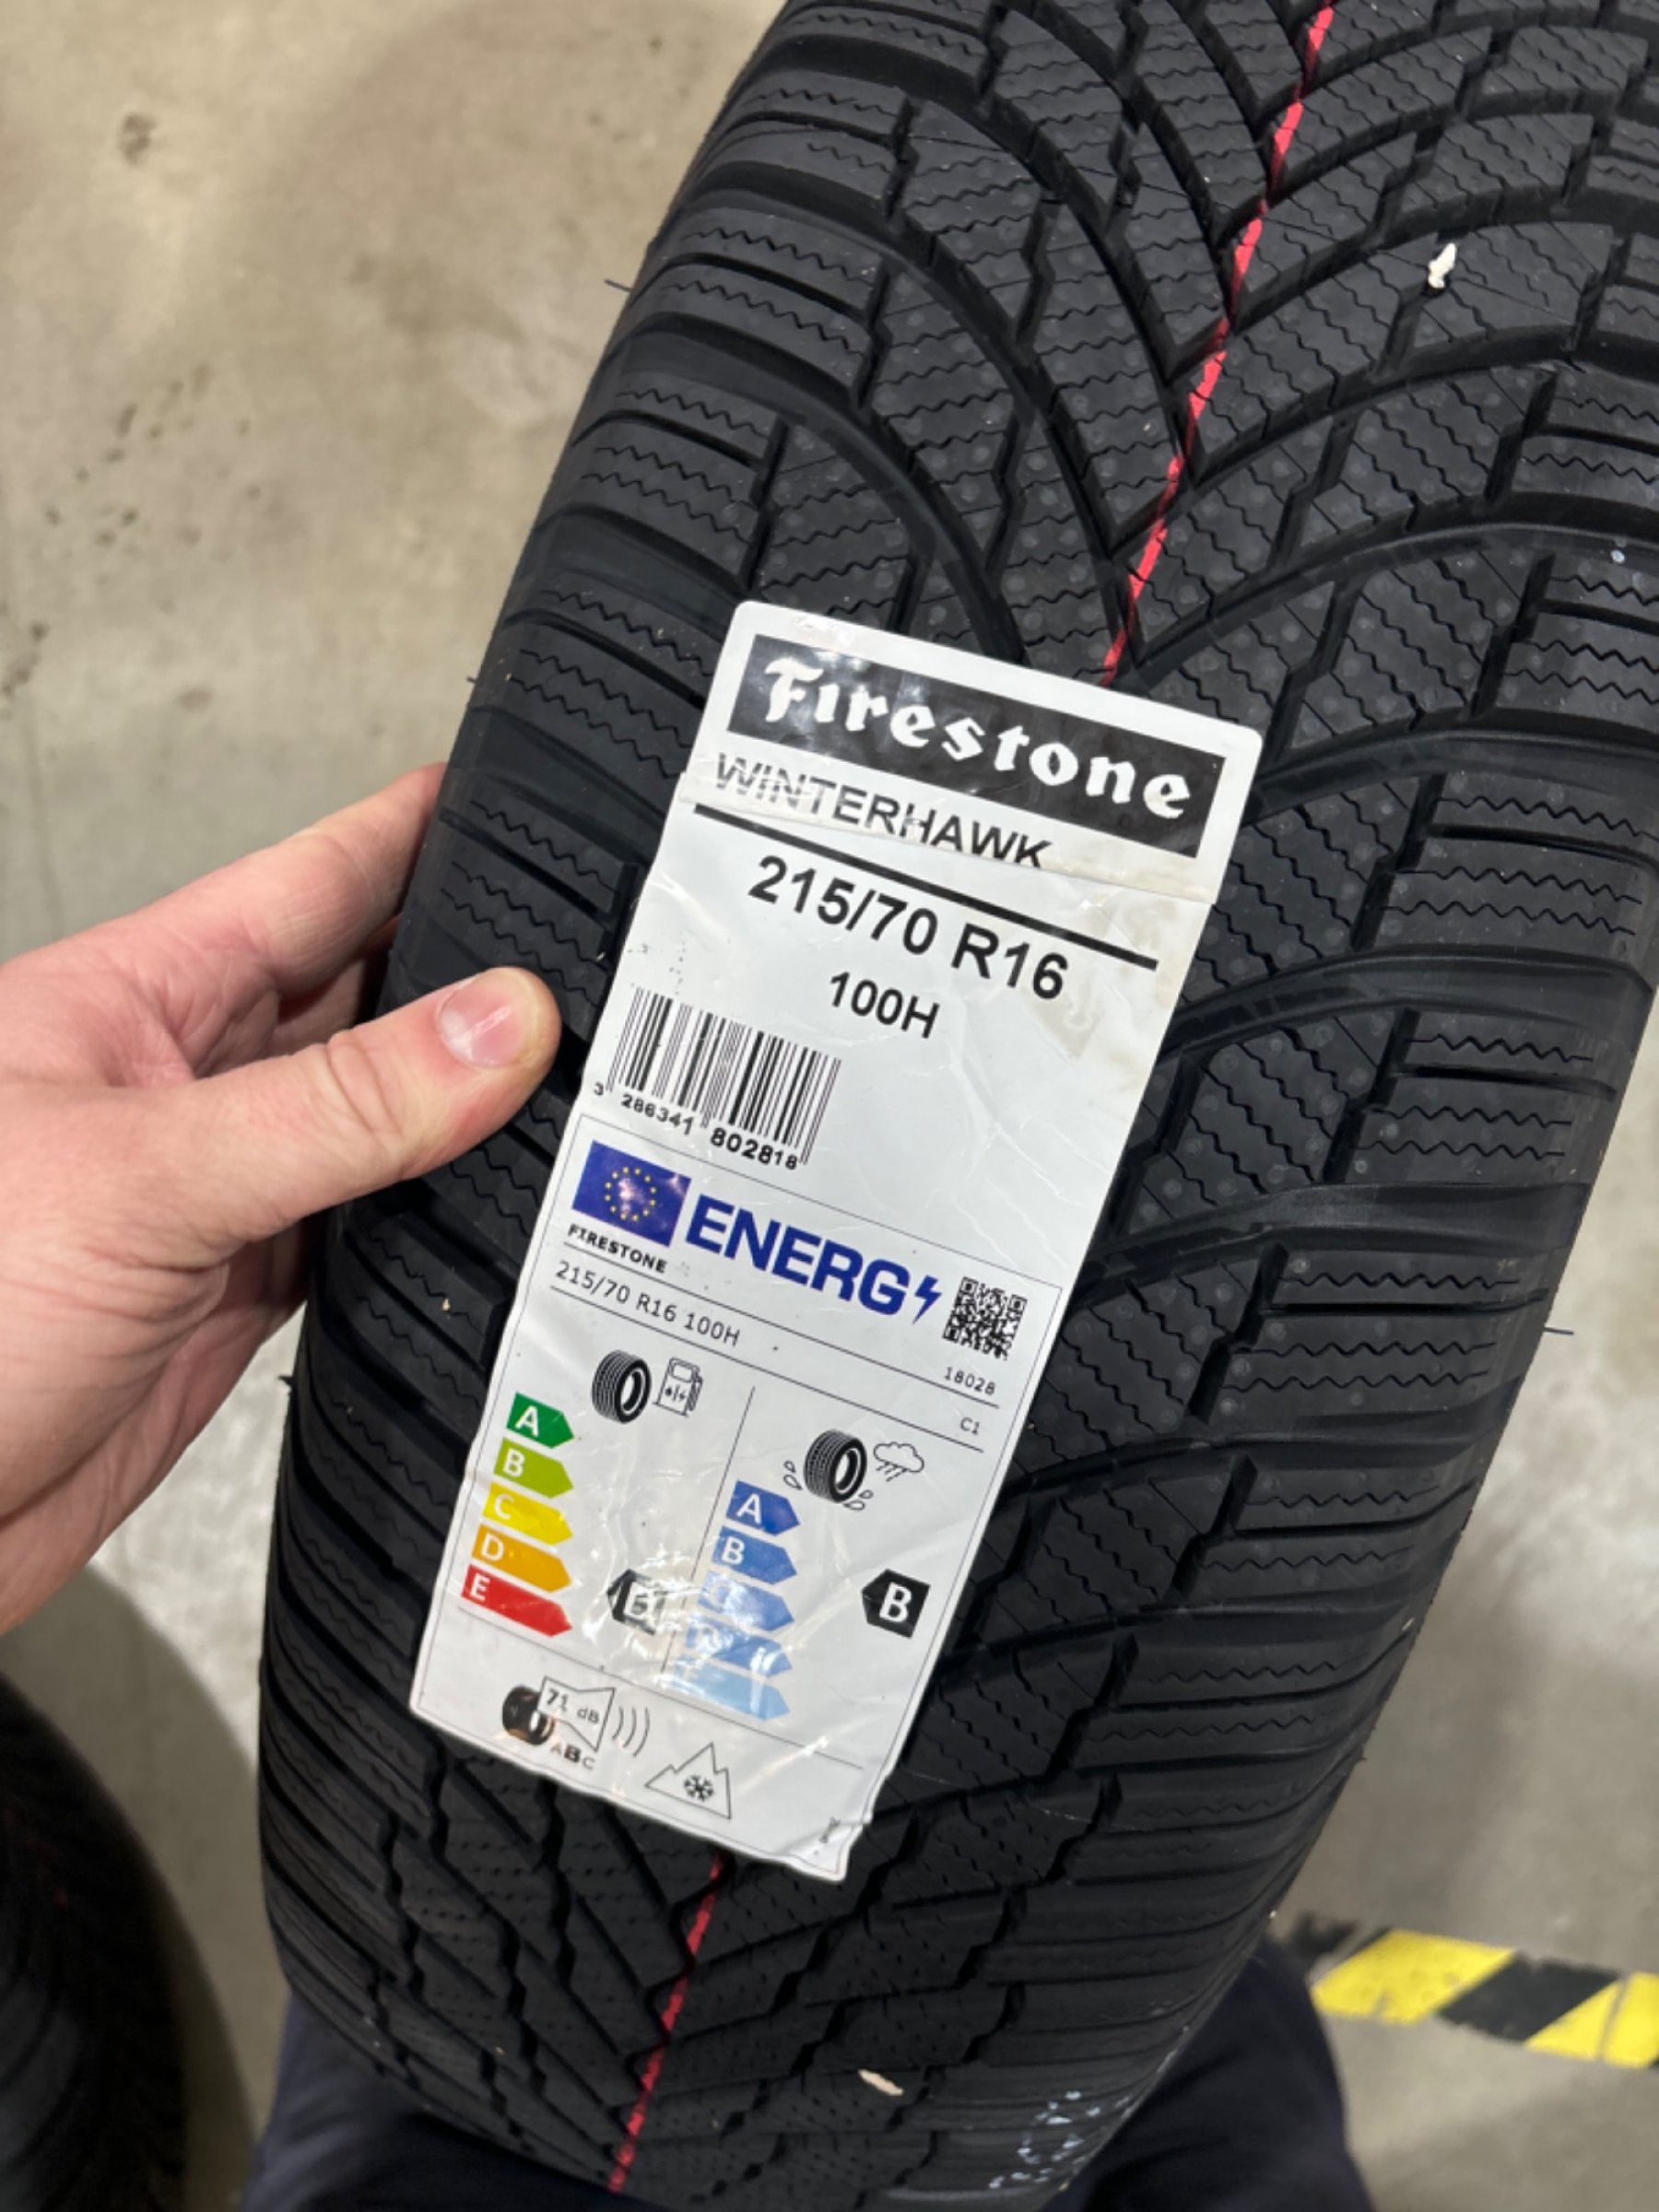 Firestone
WINTERHAWK
215/70 R16
100H
3 286341 802818
ENERG
FIRESTONE
18028
215/70 R16 100H
C1
A
B
C
D
E
A
B
C
D
B
71 dB
ABC